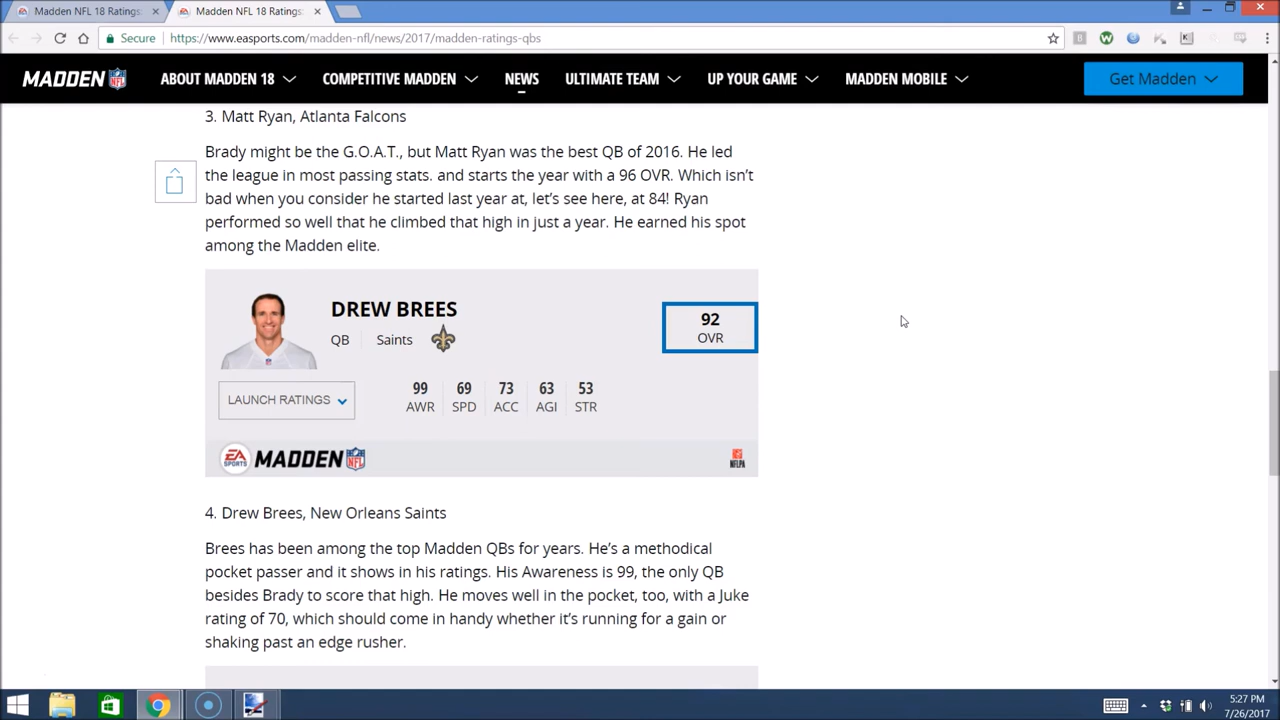 Madden NFL 18 Ratings:
Madden NFL 18 Ratings:
Secure https://www.easports.com/madden-nfl/news/2017/madden-ratings-qbs
MADDEN NFL ABOUT MADDEN 18 COMPETITIVE MADDEN NEWS ULTIMATE TEAM UP YOUR GAME MADDEN MOBILE Get Madden
3. Matt Ryan, Atlanta Falcons
Brady might be the G.O.A.T., but Matt Ryan was the best QB of 2016. He led
the league in most passing stats. and starts the year with a 96 OVR. Which isn't
bad when you consider he started last year at, let's see here, at 84! Ryan
performed so well that he climbed that high in just a year. He earned his spot
among the Madden elite.
DREW BREES
QB Saints
92
OVR
LAUNCH RATINGS
99 69 73 63 53
AWR SPD ACC AGI STR
EA SPORTS MADDEN NFL
NFLPA
4. Drew Brees, New Orleans Saints
Brees has been among the top Madden QBs for years. He's a methodical
pocket passer and it shows in his ratings. His Awareness is 99, the only QB
besides Brady to score that high. He moves well in the pocket, too, with a Juke
rating of 70, which should come in handy whether it's running for a gain or
shaking past an edge rusher.
5:27 PM
7/26/2017